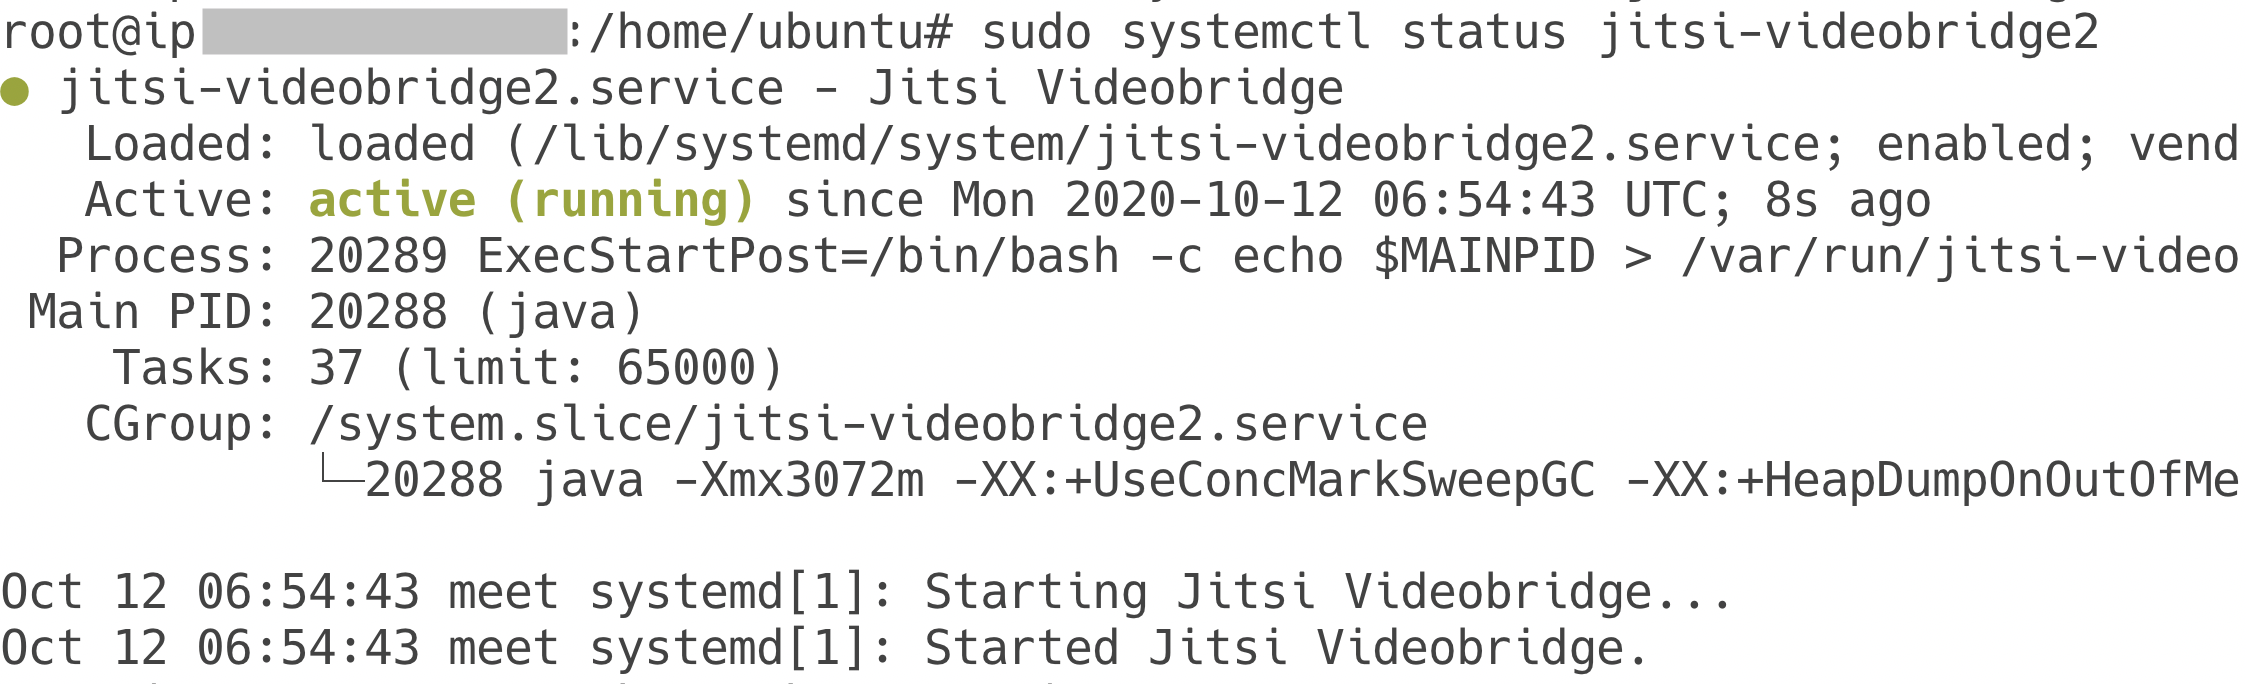 root@ip :/home/ubuntu# sudo systemctl status jitsi-videobridge2
● jitsi-videobridge2.service - Jitsi Videobridge
Loaded: loaded (/lib/systemd/system/jitsi-videobridge2.service; enabled; vend
Active: active (running) since Mon 2020-10-12 06:54:43 UTC; 8s ago
Process: 20289 ExecStartPost=/bin/bash -c echo $MAINPID > /var/run/jitsi-video
Main PID: 20288 (java)
Tasks: 37 (limit: 65000)
CGroup: /system.slice/jitsi-videobridge2.service
└─20288 java -Xmx3072m -XX:+UseConcMarkSweepGC -XX:+HeapDumpOnOutOfMe
Oct 12 06:54:43 meet systemd[1]: Starting Jitsi Videobridge...
Oct 12 06:54:43 meet systemd[1]: Started Jitsi Videobridge.